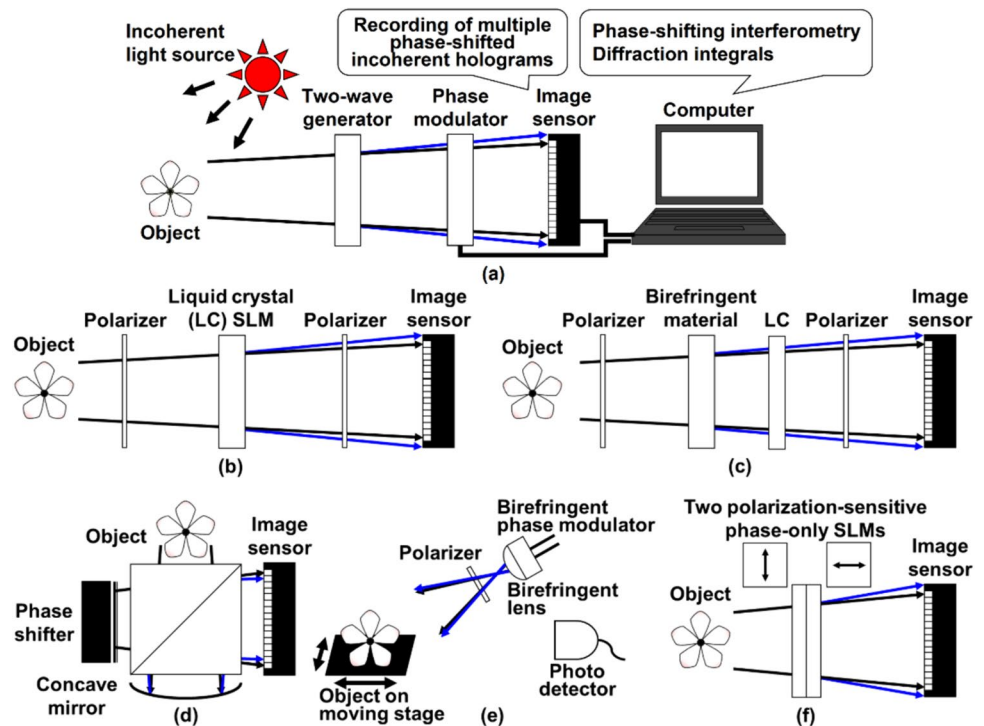 Incoherent
light source
Recording of multiple
phase-shifted
incoherent holograms
Phase-shifting interferometry
Diffraction integrals
Two-wave
generator
Phase
modulator
Image
sensor
Computer
Object
(a)
Liquid crystal
(LC) SLM
Polarizer
Polarizer
Image
sensor
Object
(b)
Birefringent
material
LC
Polarizer
Polarizer
Image
sensor
Object
(c)
Object
Image
sensor
Phase
shifter
Concave
mirror
(d)
Birefringent
phase modulator
Polarizer
Birefringent
lens
Photo
detector
Object on
moving stage
(e)
Two polarization-sensitive
phase-only SLMs
Image
sensor
Object
(f)